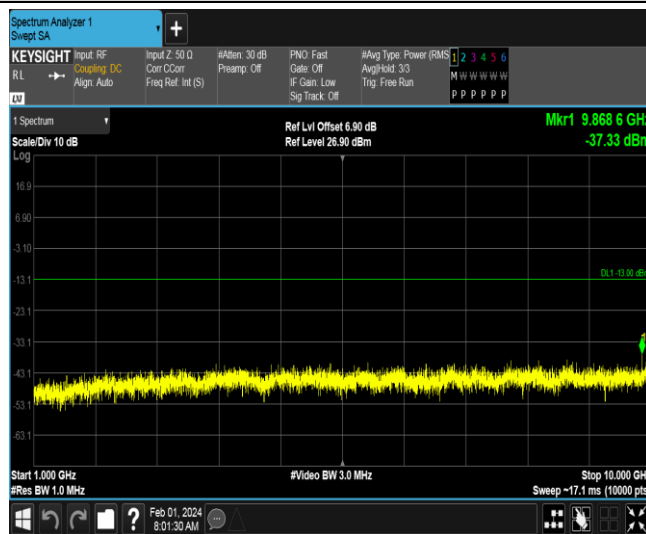 Spectrum Analyzer 1
Swept SA
+
KEYSIGHT
RL
LXI
Input: RF
Coupling: DC
Align: Auto
Input Z: 50 Ω
Corr CCorr
Freq Ref: Int (S)
#Atten: 30 dB
Preamp: Off
PNO: Fast
Gate: Off
IF Gain: Low
Sig Track: Off
#Avg Type: Power (RMS
Avg|Hold: 3/3
Trig: Free Run
1 2 3 4 5 6
M W W W W W
P P P P P P
1 Spectrum
Scale/Div 10 dB
Ref Lvl Offset 6.90 dB
Ref Level 26.90 dBm
Mkr1 9.868 6 GHz
-37.33 dBm
Log
16.9
6.90
-3.10
-13.1
-23.1
-33.1
-43.1
-53.1
-63.1
DL1 -13.00 dBm
1
Start 1.000 GHz
#Video BW 3.0 MHz
Stop 10.000 GH
#Res BW 1.0 MHz
Sweep ~17.1 ms (10000 pts
?
Feb 01, 2024
8:01:30 AM